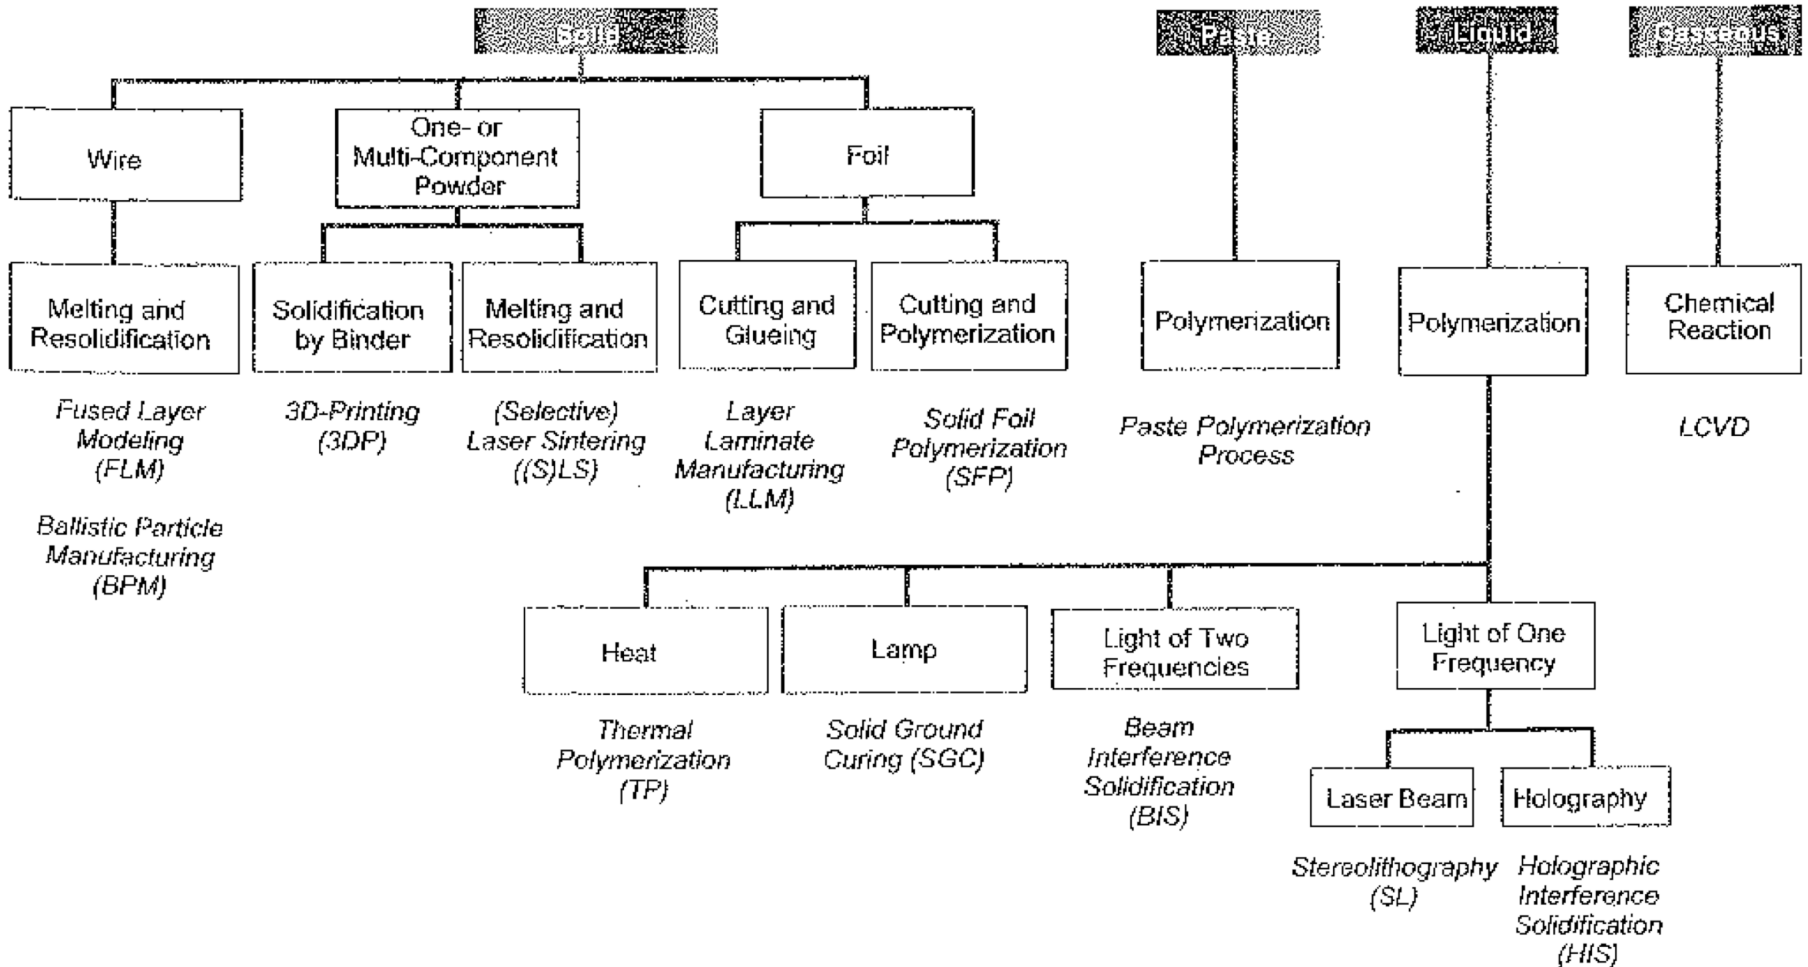 Solid
Paste
Liquid
Gasseous
Wire
One- or
Multi-Component
Powder
Foil
Melting and
Resolidification
Solidification
by Binder
Melting and
Resolidification
Cutting and
Glueing
Cutting and
Polymerization
Polymerization
Polymerization
Chemical
Reaction
Fused Layer
Modeling
(FLM)
Ballistic Particle
Manufacturing
(BPM)
3D-Printing
(3DP)
(Selective)
Laser Sintering
((S)LS)
Layer
Laminate
Manufacturing
(LLM)
Solid Foil
Polymerization
(SFP)
Paste Polymerization
Process
LCVD
Heat
Lamp
Light of Two
Frequencies
Light of One
Frequency
Thermal
Polymerization
(TP)
Solid Ground
Curing (SGC)
Beam
Interference
Solidification
(BIS)
Laser Beam
Holography
Stereolithography
(SL)
Holographic
Interference
Solidification
(HIS)